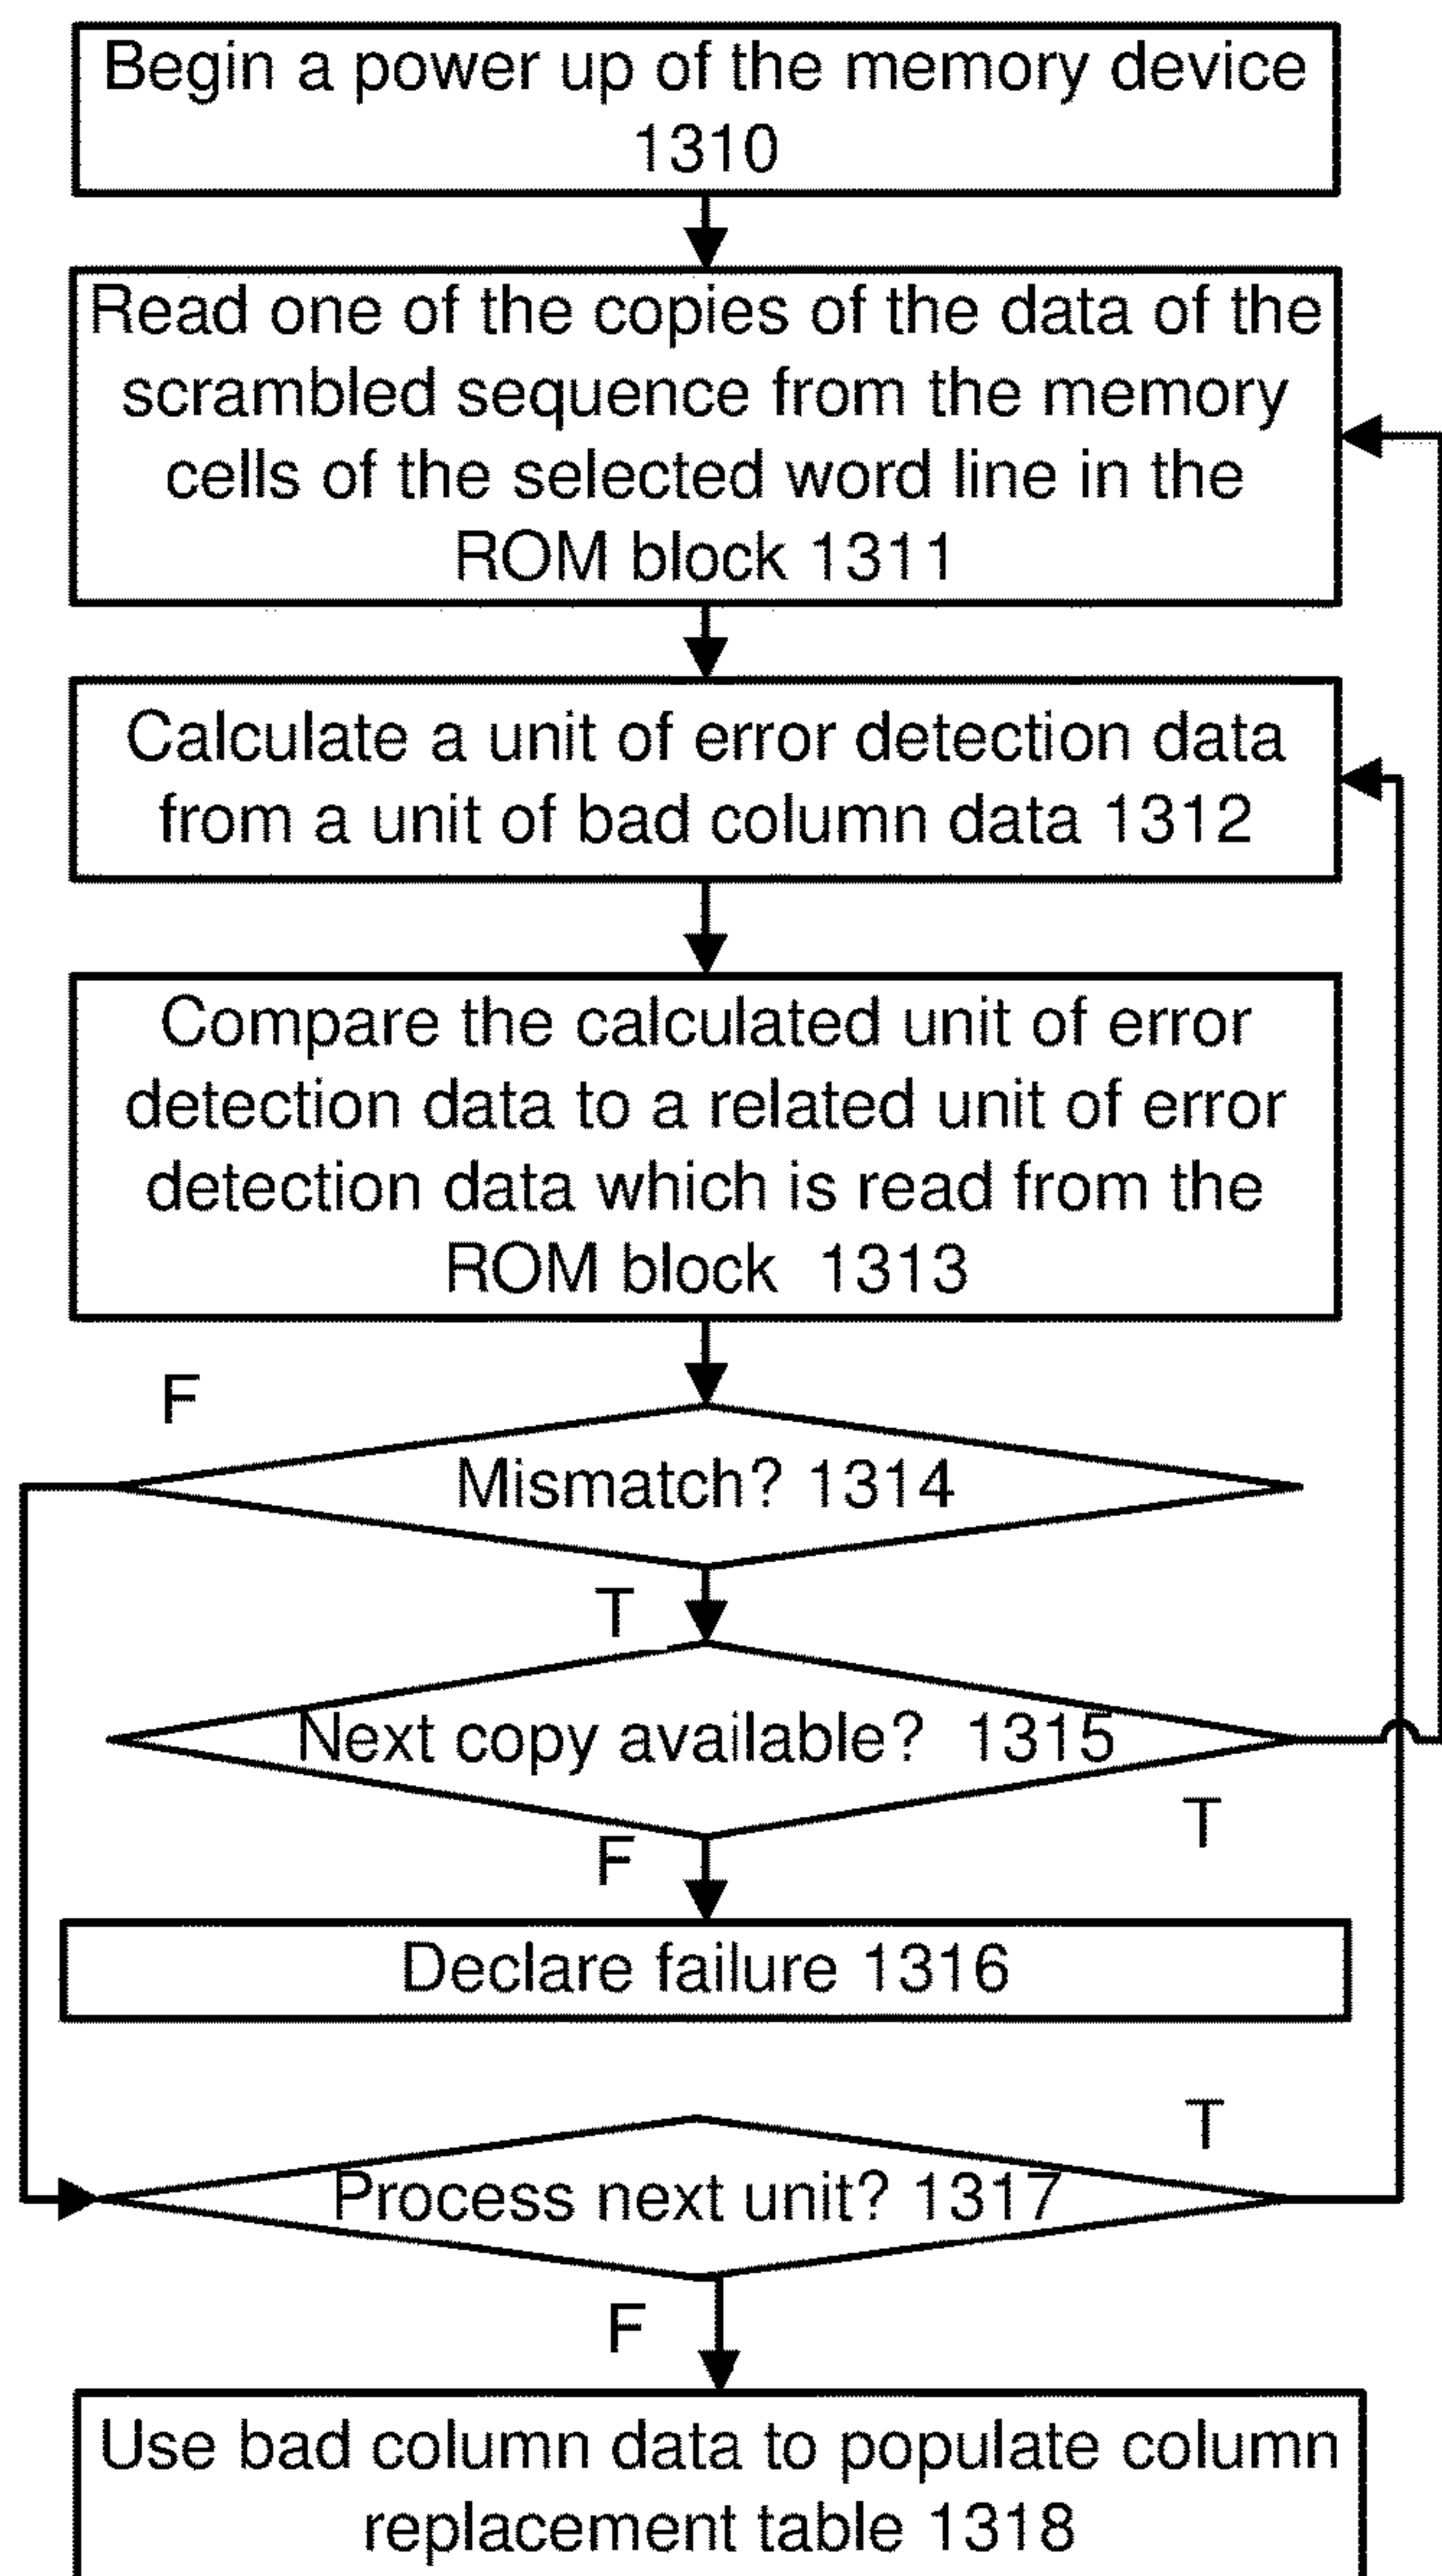 Begin a power up of the memory device
1310
Read one of the copies of the data of the
scrambled sequence from the memory
cells of the selected word line in the
ROM block 1311
Calculate a unit of error detection data
from a unit of bad column data 1312
Compare the calculated unit of error
detection data to a related unit of error
detection data which is read from the
ROM block 1313
F
Mismatch? 1314
T
Next copy available? 1315
T
F
Declare failure 1316
T
Process next unit? 1317
F
Use bad column data to populate column
replacement table 1318